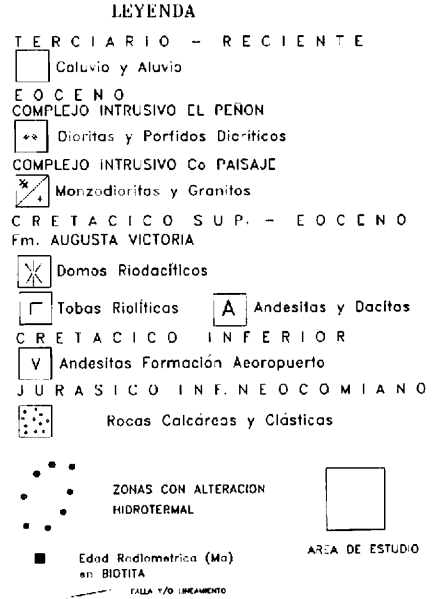 LEYENDA
TERCIARIO - RECIENTE
Coluvio y Aluvio
EOCENO
COMPLEJO INTRUSIVO EL PEÑON
Dioritas y Porfidos Dioriticos
COMPLEJO INTRUSIVO Co PAISAJE
Monzodioritas y Granitos
CRETACICO SUP. - EOCENO
Fm. AUGUSTA VICTORIA
Domos Riodacíticos
Tobas Riolíticas A Andesitas y Dacitas
CRETACICO INFERIOR
V Andesitas Formación Aeoropuerto
JURASICO INF. NEOCOMIANO
Rocas Calcáreas y Clásticas
ZONAS CON ALTERACION
HIDROTERMAL
AREA DE ESTUDIO
Edad Radiometrica (Ma)
en BIOTITA
FALLA Y/O LINEAMIENTO